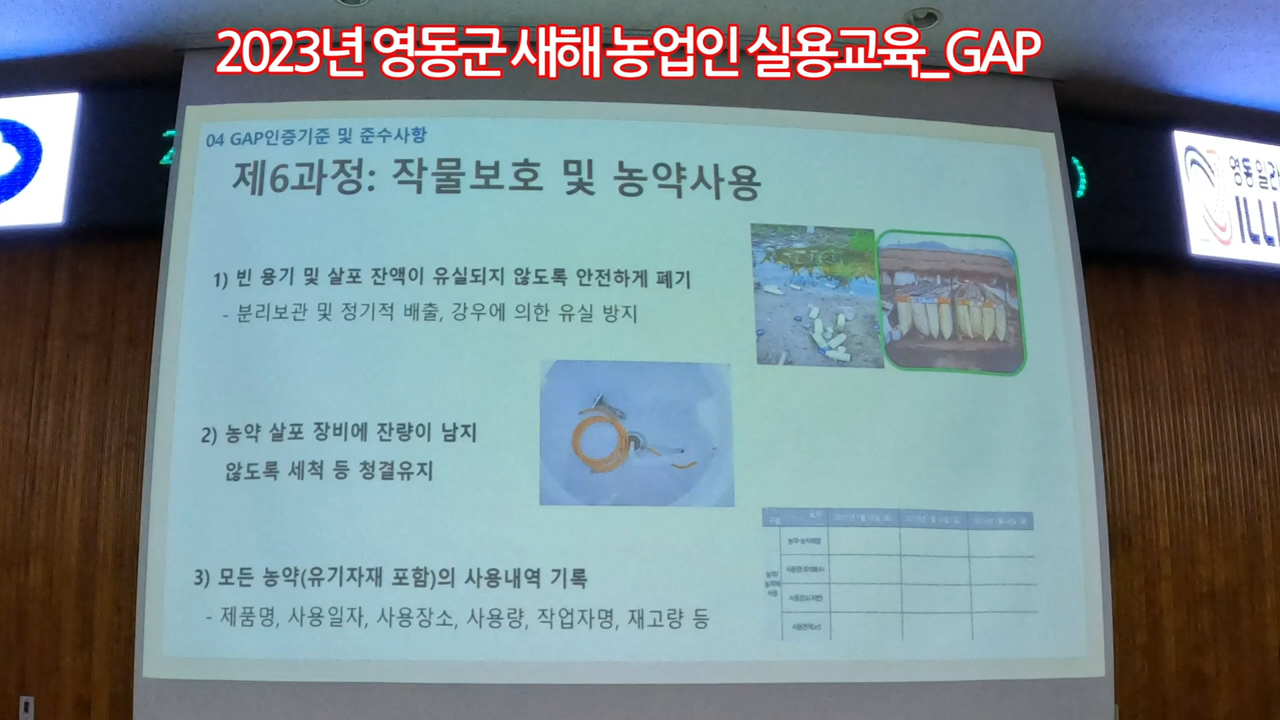 2023년 영동군 새해 농업인 실용교육_GAP
04 GAP인증기준 및 준수사항
제6과정: 작물보호 및 농약사용
1) 빈 용기 및 살포 잔액이 유실되지 않도록 안전하게 폐기
- 분리보관 및 정기적 배출, 강우에 의한 유실 방지
2) 농약 살포 장비에 잔량이 남지
않도록 세척 등 청결유지
3) 모든 농약(유기자재 포함)의 사용내역 기록
- 제품명, 사용일자, 사용장소, 사용량, 작업자명, 재고량 등
영동 일라
ILLI